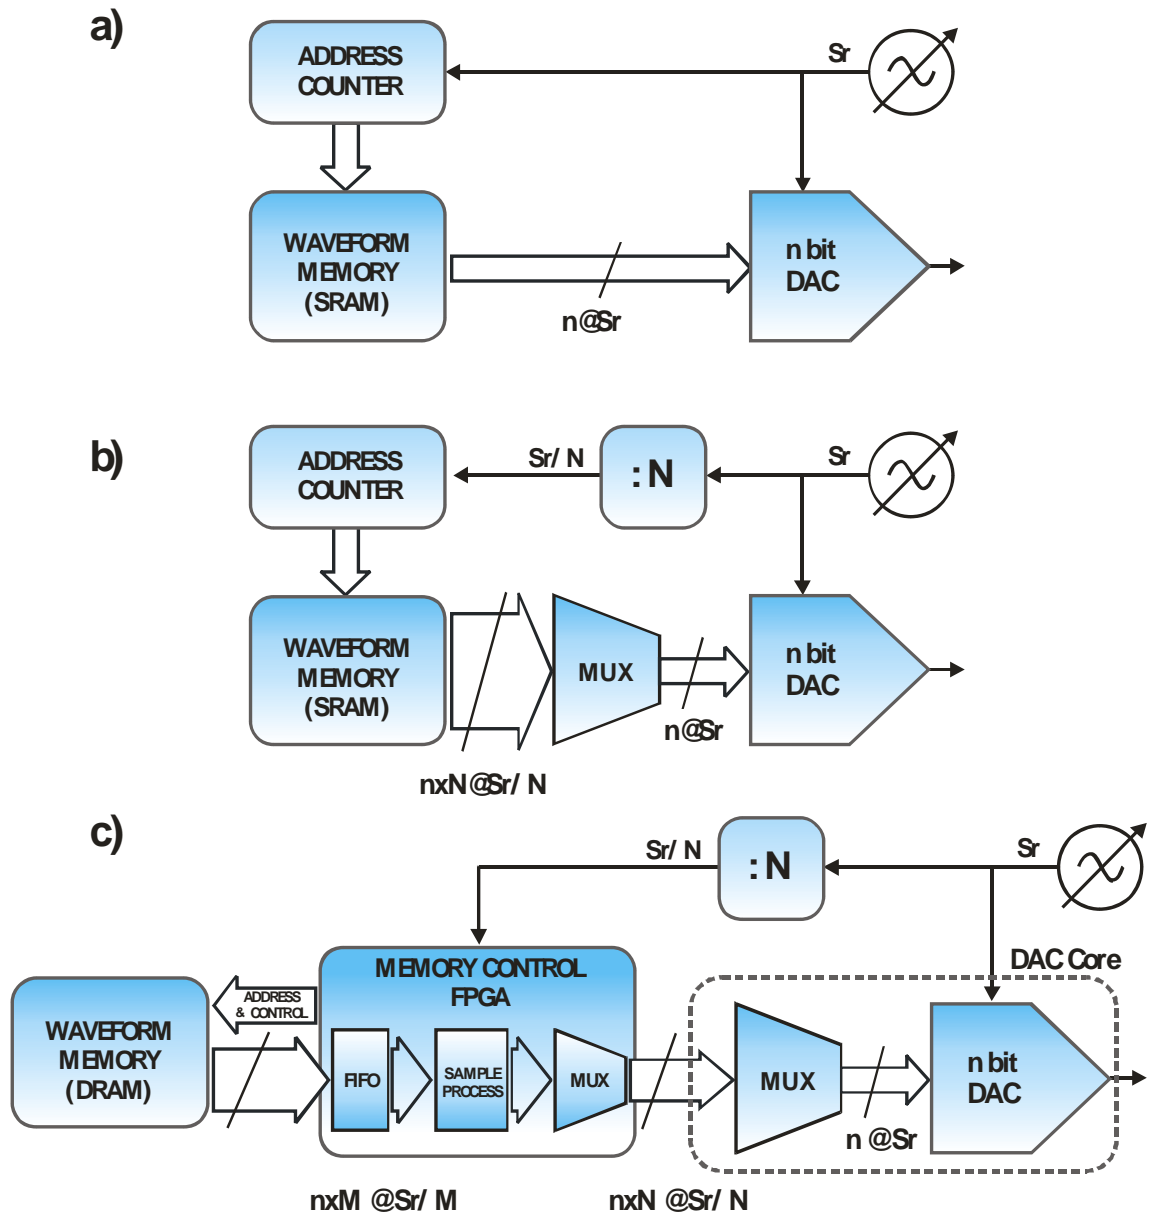 a)
ADDRESS
COUNTER
Sr
WAVEFORM
MEMORY
(SRAM)
n@Sr
n bit
DAC
b)
ADDRESS
COUNTER
Sr/ N
:N
Sr
WAVEFORM
MEMORY
(SRAM)
MUX
n@Sr
n bit
DAC
nxN@Sr/ N
c)
Sr/ N
:N
Sr
DAC Core
MEMORY CONTROL
FPGA
ADDRESS
& CONTROL
WAVEFORM
MEMORY
(DRAM)
FIFO
SAMPLE
PROCESS
MUX
MUX
n @Sr
n bit
DAC
nxM @Sr/ M
nxN @Sr/ N